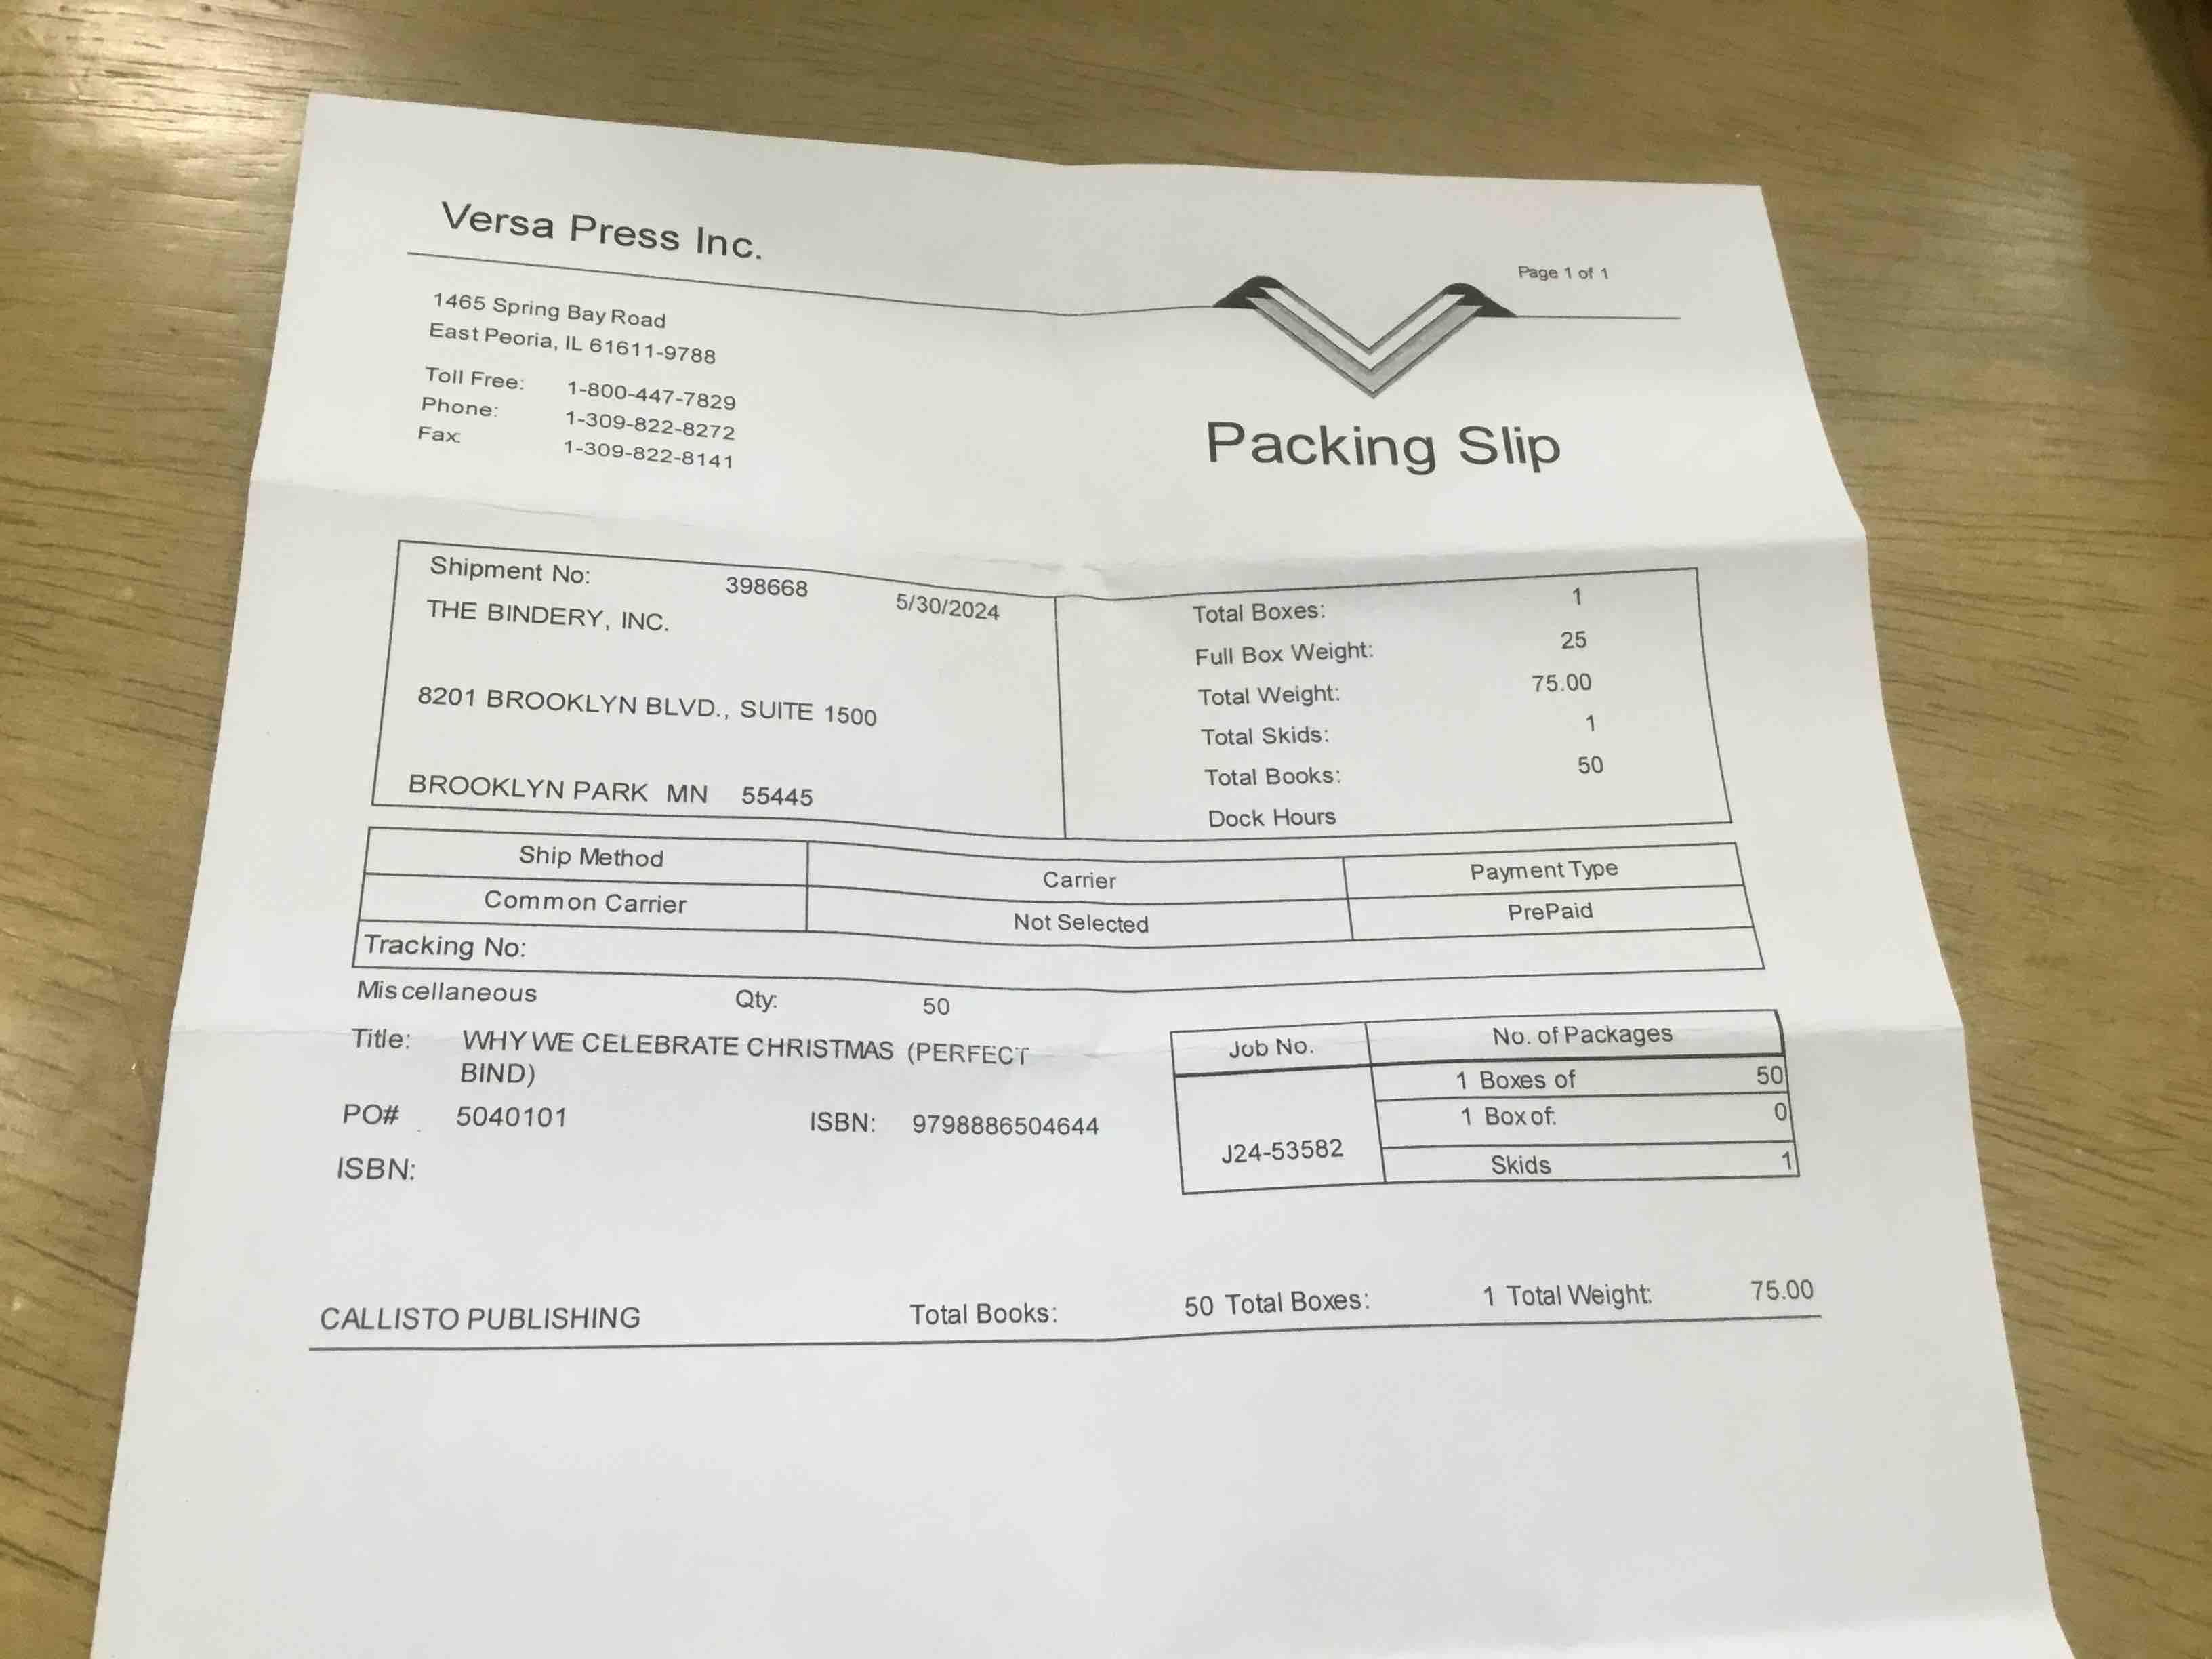 Versa Press Inc.
Page 1 of 1
1465 Spring Bay Road
East Peoria, IL 61611-9788
Toll Free: 1-800-447-7829
Phone: 1-309-822-8272
Fax: 1-309-822-8141
Packing Slip
Shipment No: 398668 5/30/2024
THE BINDERY, INC.
8201 BROOKLYN BLVD., SUITE 1500
BROOKLYN PARK MN 55445
Total Boxes: 1
Full Box Weight: 25
Total Weight: 75.00
Total Skids: 1
Total Books: 50
Dock Hours
Ship Method Carrier Payment Type
Common Carrier Not Selected PrePaid
Tracking No:
Miscellaneous Qty: 50
Title: WHY WE CELEBRATE CHRISTMAS (PERFECT
BIND)
PO# 5040101 ISBN: 9798886504644
ISBN:
Job No. No. of Packages
1 Boxes of 50
1 Box of: 0
J24-53582
Skids 1
CALLISTO PUBLISHING Total Books: 50 Total Boxes: 1 Total Weight: 75.00